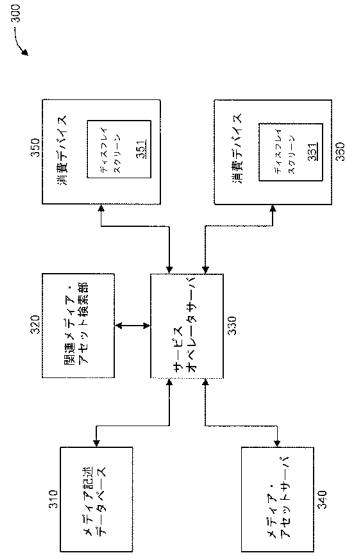 300
310
メディア記述
データベース
320
関連メディア・
アセット検索部
350
消費デバイス
ディスプレイ
スクリーン
351
サービス
オペレータサーバ
330
メディア・
アセットサーバ
340
消費デバイス
ディスプレイ
スクリーン
361
360